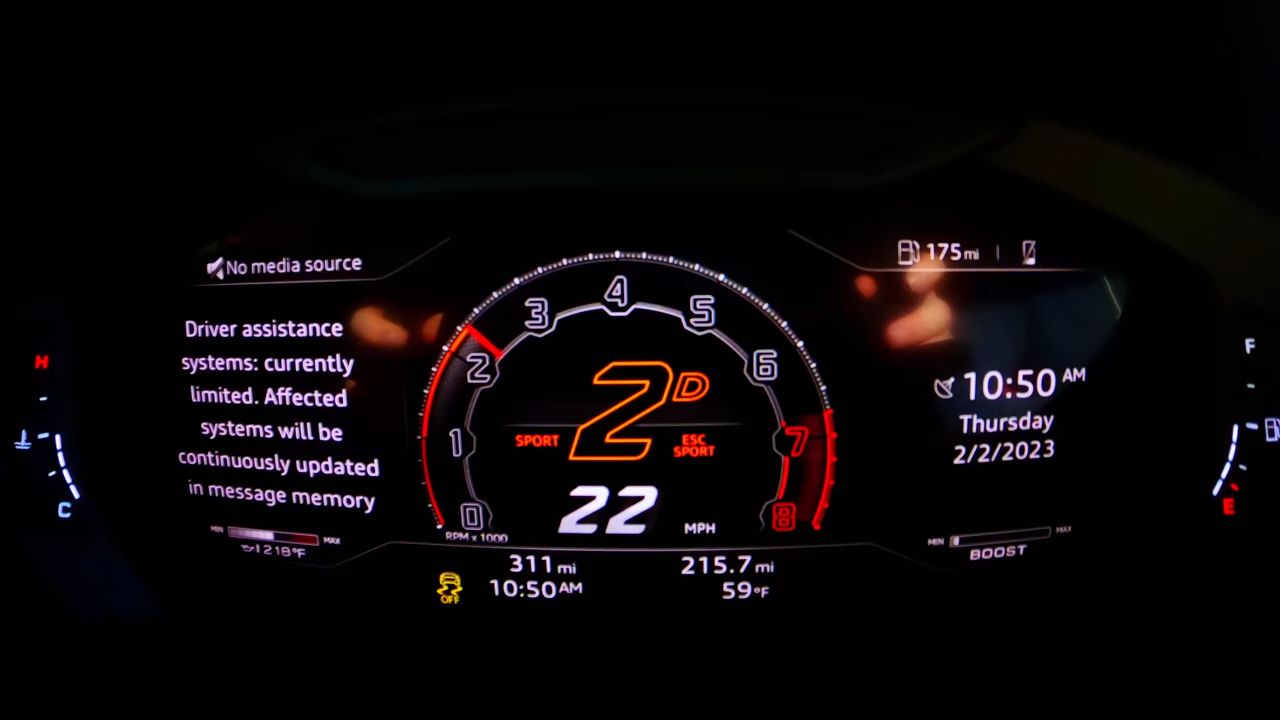 No media source
175 mi
Driver assistance
systems: currently
limited. Affected
systems will be
continuously updated
in message memory
MIN MAX
218°F
H
C
0
1
2
3
4
5
6
7
8
RPM x 1000
2D
SPORT
ESC
SPORT
22 MPH
10:50 AM
Thursday
2/2/2023
MIN MAX
BOOST
F
E
311 mi
215.7 mi
OFF
10:50 AM
59°F